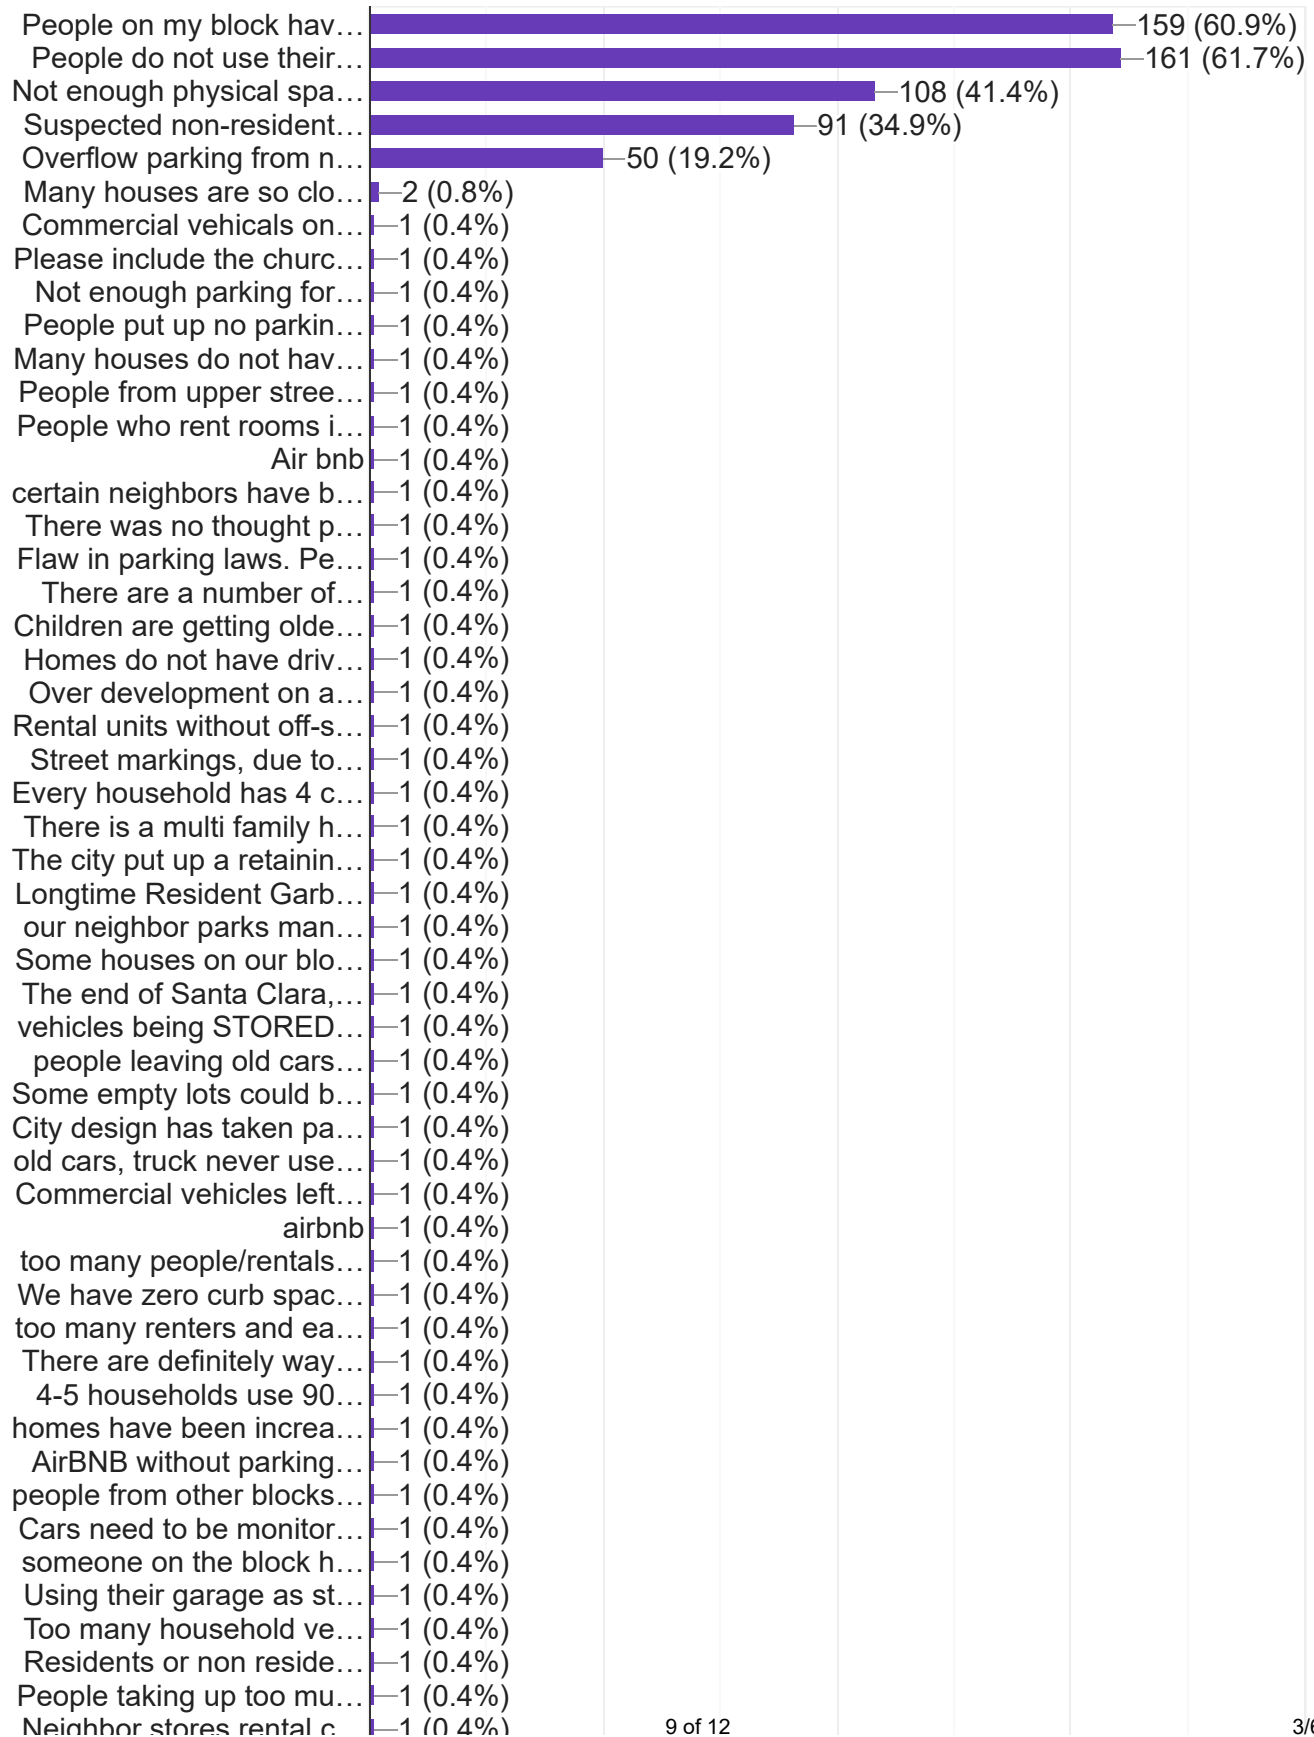 People on my block hav… 159 (60.9%)
People do not use their… 161 (61.7%)
Not enough physical spa… 108 (41.4%)
Suspected non-resident… 91 (34.9%)
Overflow parking from n… 50 (19.2%)
Many houses are so clo… 2 (0.8%)
Commercial vehicals on… 1 (0.4%)
Please include the churc… 1 (0.4%)
Not enough parking for… 1 (0.4%)
People put up no parkin… 1 (0.4%)
Many houses do not hav… 1 (0.4%)
People from upper stree… 1 (0.4%)
People who rent rooms i… 1 (0.4%)
Air bnb 1 (0.4%)
certain neighbors have b… 1 (0.4%)
There was no thought p… 1 (0.4%)
Flaw in parking laws. Pe… 1 (0.4%)
There are a number of… 1 (0.4%)
Children are getting olde… 1 (0.4%)
Homes do not have driv… 1 (0.4%)
Over development on a… 1 (0.4%)
Rental units without off-s… 1 (0.4%)
Street markings, due to… 1 (0.4%)
Every household has 4 c… 1 (0.4%)
There is a multi family h… 1 (0.4%)
The city put up a retainin… 1 (0.4%)
Longtime Resident Garb… 1 (0.4%)
our neighbor parks man… 1 (0.4%)
Some houses on our blo… 1 (0.4%)
The end of Santa Clara,… 1 (0.4%)
vehicles being STORED… 1 (0.4%)
people leaving old cars… 1 (0.4%)
Some empty lots could b… 1 (0.4%)
City design has taken pa… 1 (0.4%)
old cars, truck never use… 1 (0.4%)
Commercial vehicles left… 1 (0.4%)
airbnb 1 (0.4%)
too many people/rentals… 1 (0.4%)
We have zero curb spac… 1 (0.4%)
too many renters and ea… 1 (0.4%)
There are definitely way… 1 (0.4%)
4-5 households use 90… 1 (0.4%)
homes have been increa… 1 (0.4%)
AirBNB without parking… 1 (0.4%)
people from other blocks… 1 (0.4%)
Cars need to be monitor… 1 (0.4%)
someone on the block h… 1 (0.4%)
Using their garage as st… 1 (0.4%)
Too many household ve… 1 (0.4%)
Residents or non reside… 1 (0.4%)
People taking up too mu… 1 (0.4%)
Neighbor stores rental c… 1 (0.4%)
9 of 12 3/6